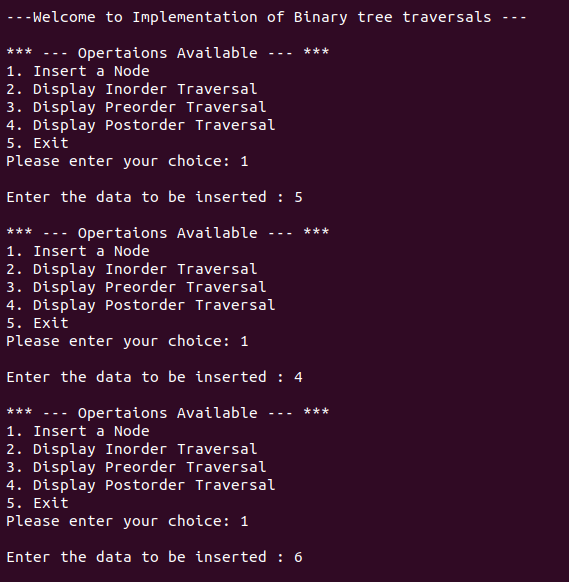 ---Welcome to Implementation of Binary tree traversals ---
*** --- Opertaions Available --- ***
1. Insert a Node
2. Display Inorder Traversal
3. Display Preorder Traversal
4. Display Postorder Traversal
5. Exit
Please enter your choice: 1
Enter the data to be inserted : 5
*** --- Opertaions Available --- ***
1. Insert a Node
2. Display Inorder Traversal
3. Display Preorder Traversal
4. Display Postorder Traversal
5. Exit
Please enter your choice: 1
Enter the data to be inserted : 4
*** --- Opertaions Available --- ***
1. Insert a Node
2. Display Inorder Traversal
3. Display Preorder Traversal
4. Display Postorder Traversal
5. Exit
Please enter your choice: 1
Enter the data to be inserted : 6